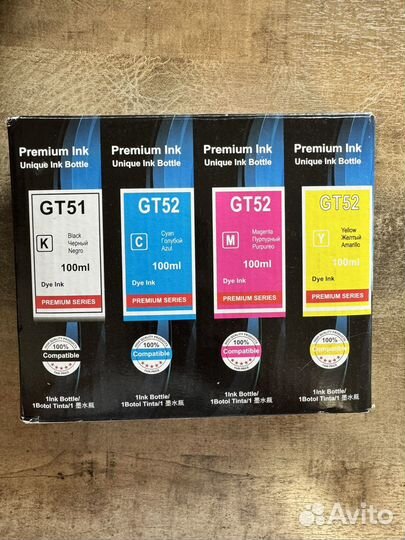 Premium Ink
Unique Ink Bottle
GT51
K
Black
Черный
Negro
100ml
Dye Ink
PREMIUM SERIES
100%
Compatible
1Ink Bottle/
1Botol Tinta/1 墨水瓶
Premium Ink
Unique Ink Bottle
GT52
C
Cyan
Голубой
Azul
100ml
Dye Ink
PREMIUM SERIES
100%
Compatible
1Ink Bottle/
1Botol Tinta/1 墨水瓶
Premium Ink
Unique Ink Bottle
GT52
M
Magenta
Пурпурный
Purpureo
100ml
Dye Ink
PREMIUM SERIES
100%
Compatible
1Ink Bottle/
1Botol Tinta/1 墨水瓶
Premium Ink
Unique Ink Bottle
GT52
Y
Yelow
Желтый
Amarillo
100ml
Dye Ink
PREMIUM SERIES
100%
1Ink Bottle/
1Botol Tinta/1 墨水瓶
Avito